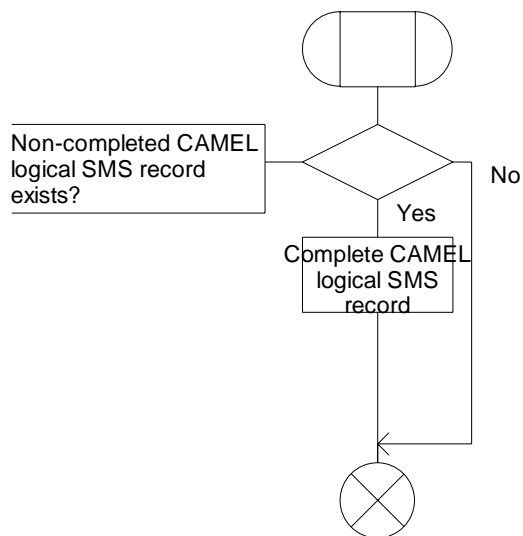 Non-completed CAMEL
logical SMS record
exists?
No
Yes
Complete CAMEL
logical SMS
record